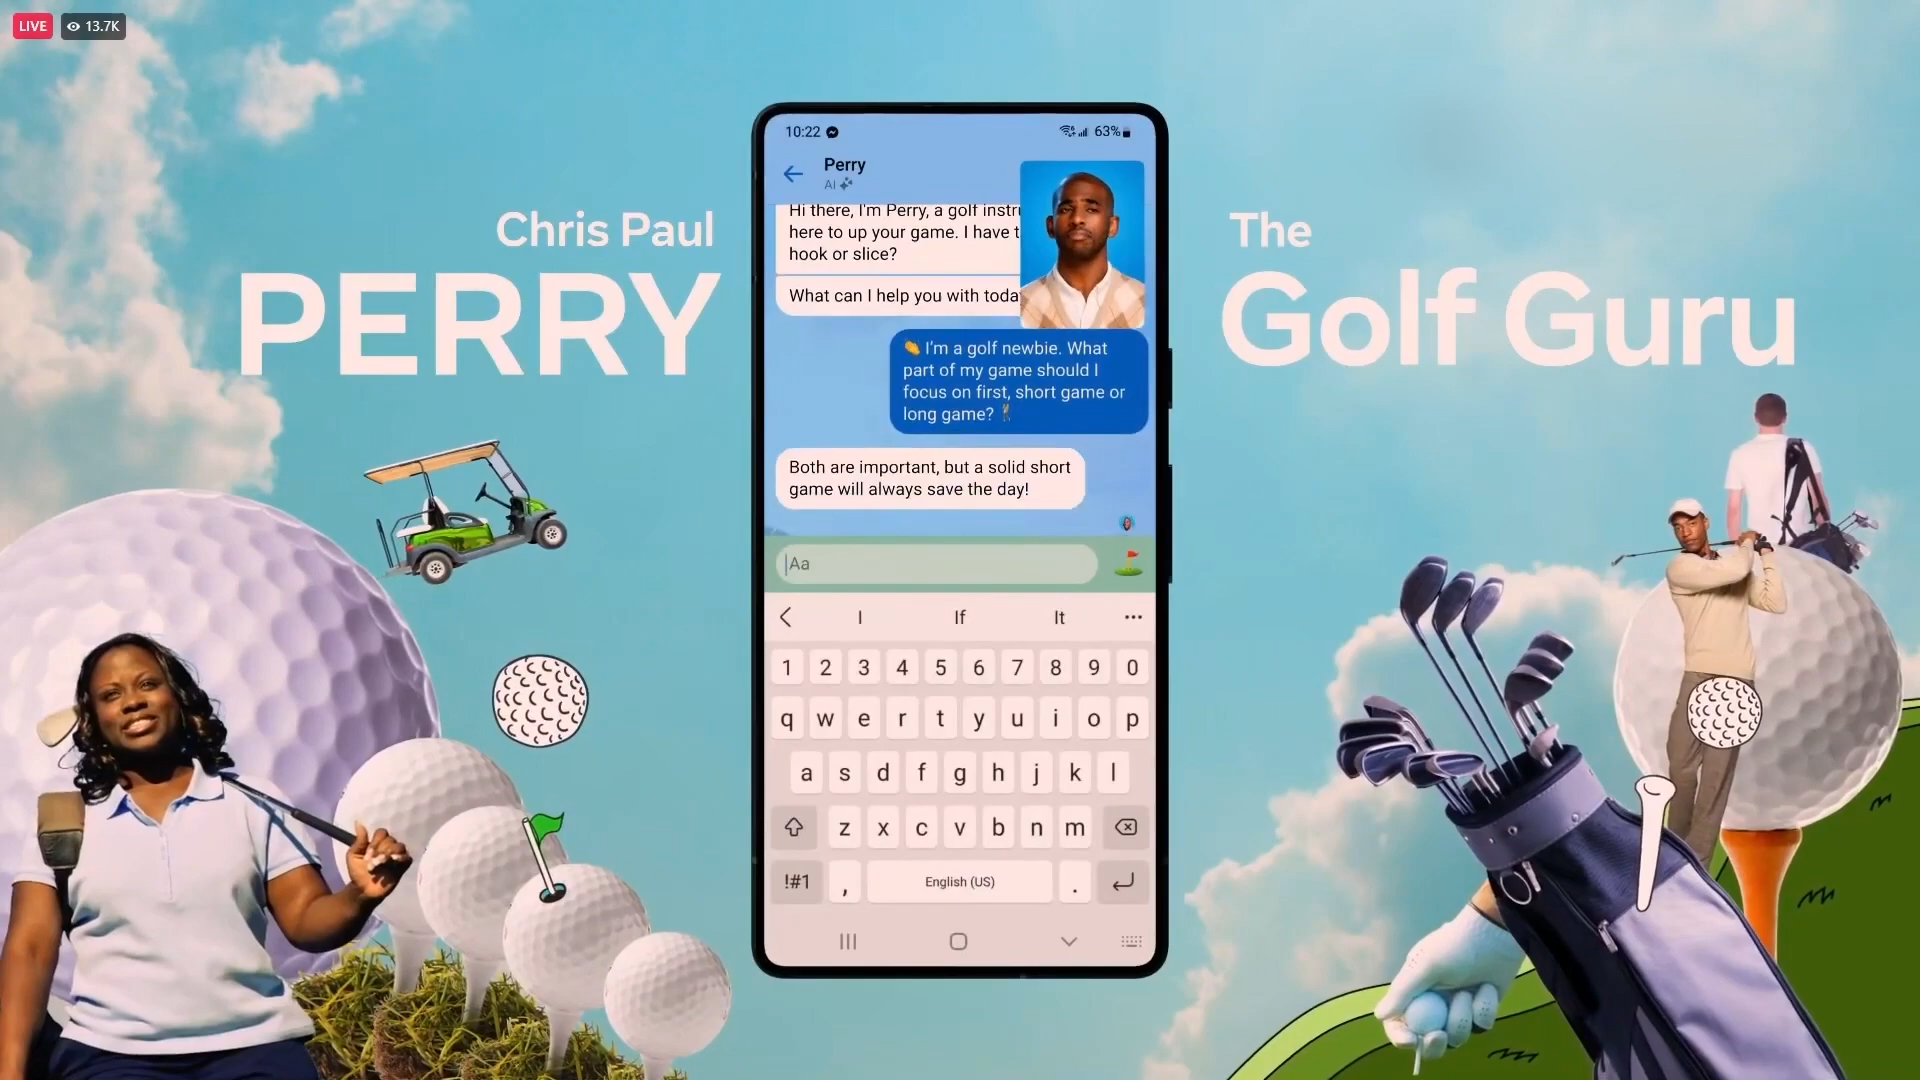 LIVE 13.7K
Chris Paul
PERRY
The
Golf Guru
10:22 63%
Perry
AI
Hi there, I'm Perry, a golf instr
here to up your game. I have t
hook or slice?
What can I help you with toda
I'm a golf newbie. What
part of my game should I
focus on first, short game or
long game?
Both are important, but a solid short
game will always save the day!
Aa
I If It
1 2 3 4 5 6 7 8 9 0
q w e r t y u i o p
a s d f g h j k l
z x c v b n m
!#1 , English (US) .